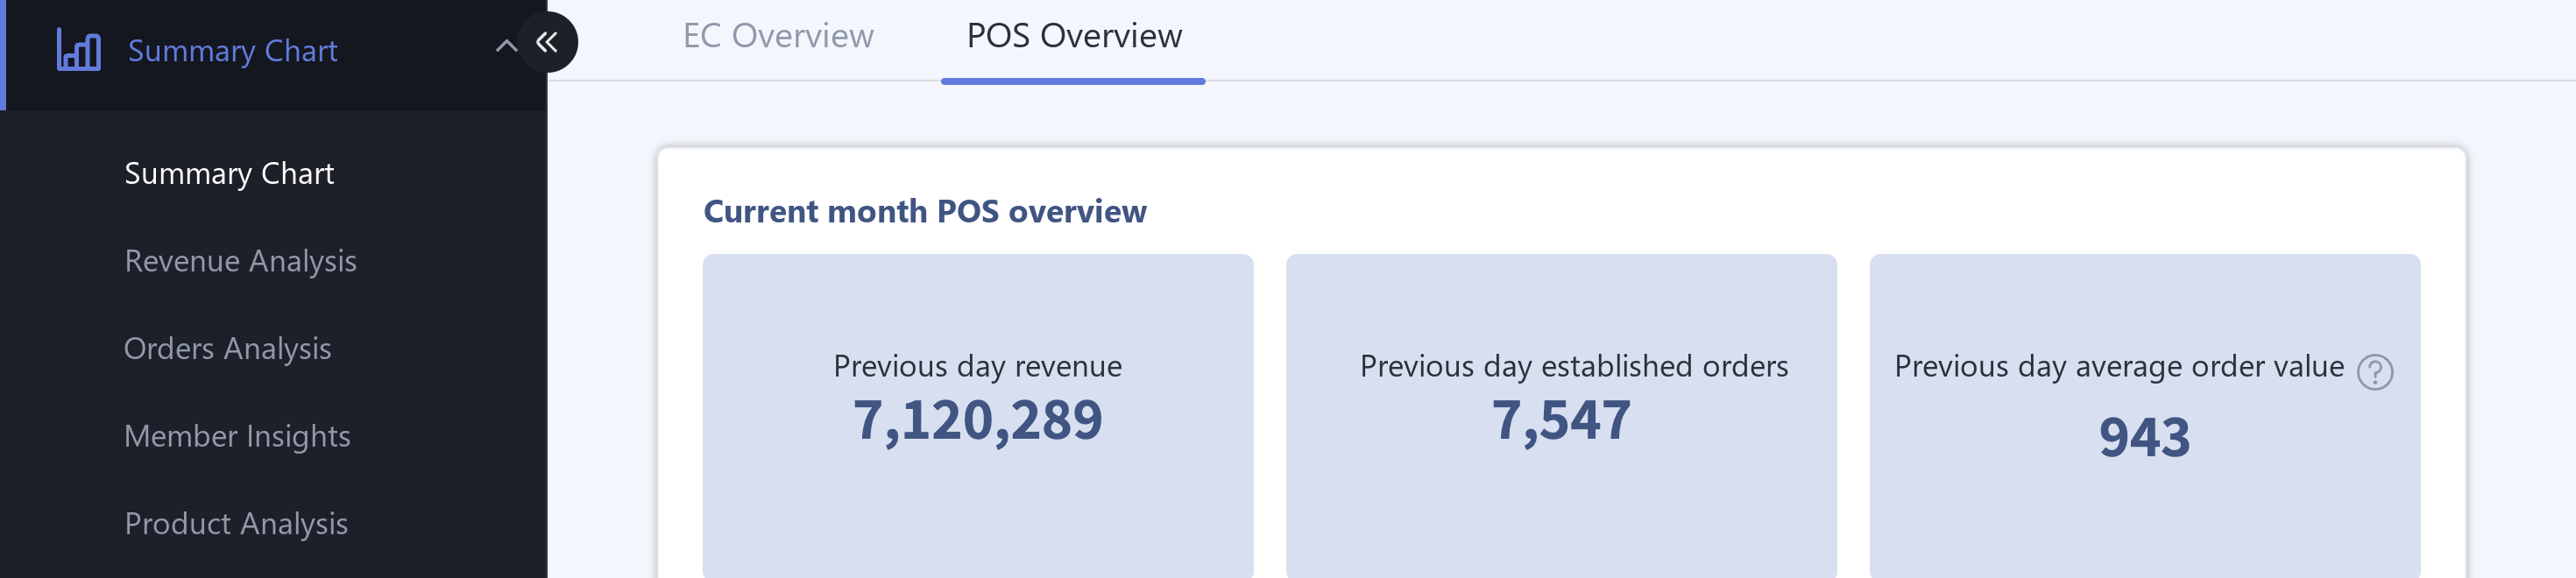 Summary Chart
Summary Chart
Revenue Analysis
Orders Analysis
Member Insights
Product Analysis
EC Overview
POS Overview
Current month POS overview
Previous day revenue
7,120,289
Previous day established orders
7,547
Previous day average order value ?
943